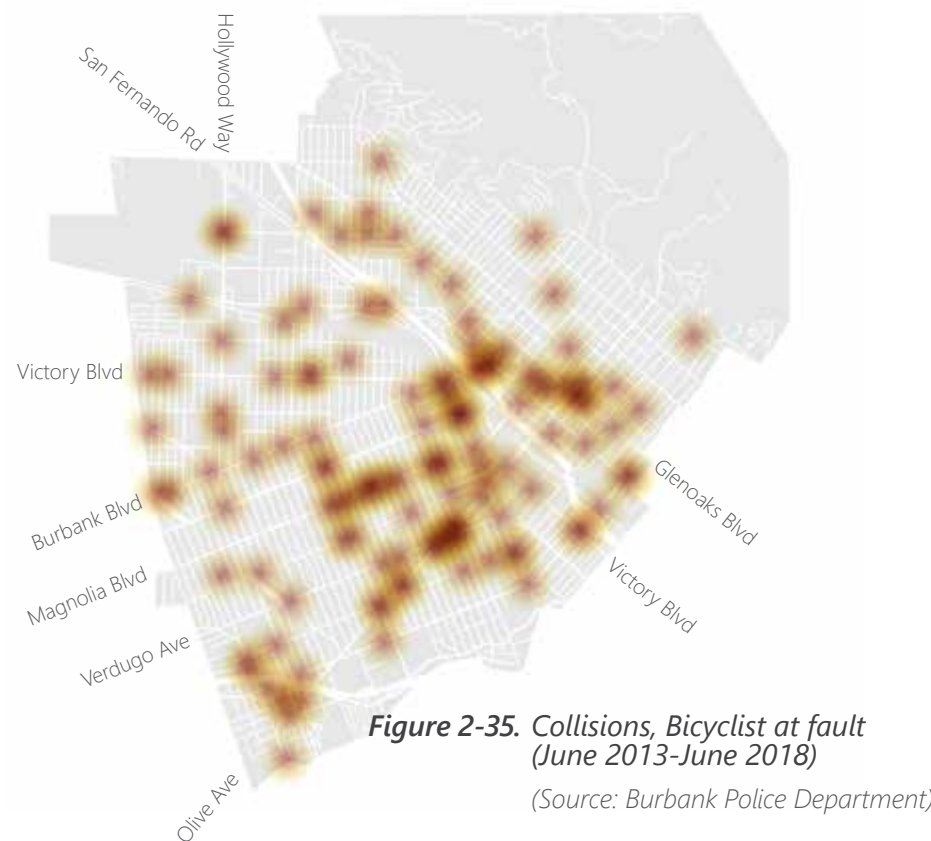 Hollywood Way
San Fernando Rd
Victory Blvd
Burbank Blvd
Magnolia Blvd
Verdugo Ave
Olive Ave
Glenoaks Blvd
Victory Blvd
Figure 2-35. Collisions, Bicyclist at fault
(June 2013-June 2018)
(Source: Burbank Police Department)